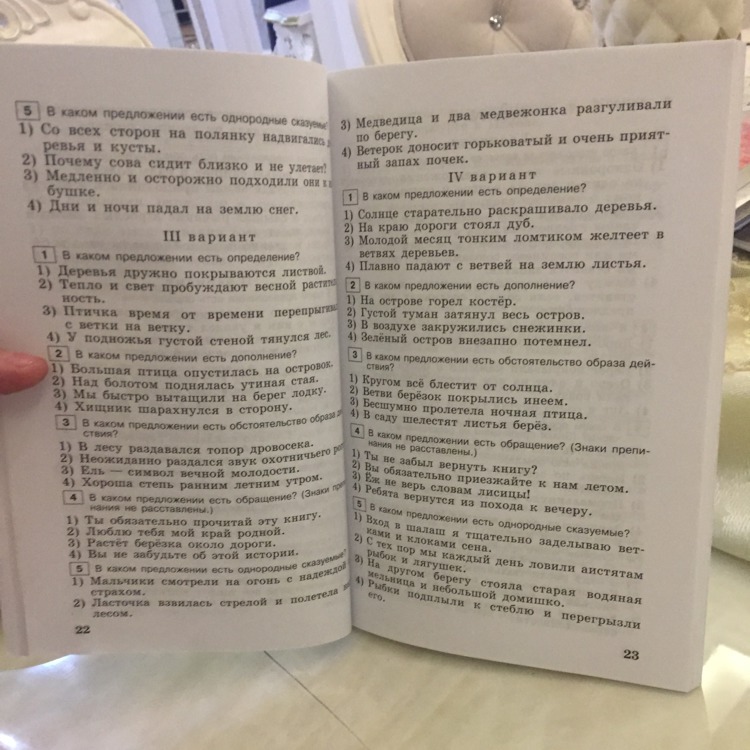 5 В каком предложении есть однородные сказуемые?
1) Со всех сторон на полянку надвигались
ревья и кусты.
2) Почему сова сидит близко и не улетает?
3) Медленно и осторожно подходили они к
бушке.
4) Дни и ночи падал на землю снег.
III вариант
1 В каком предложении есть определение?
1) Деревья дружно покрываются листвой.
2) Тепло и свет пробуждают весной растител
ность.
3) Птичка время от времени перепрыгива
с ветки на ветку.
4) У подножья густой стеной тянулся лес.
2 В каком предложении есть дополнение?
1) Большая птица опустилась на островок.
2) Над болотом поднялась утиная стая.
3) Мы быстро вытащили на берег лодку.
4) Хищник шарахнулся в сторону.
3 В каком предложении есть обстоятельство образа дей
ствия?
1) В лесу раздавался топор дровосека.
2) Неожиданно раздался звук охотничьего
3) Ель — символ вечной молодости.
4) Хороша степь ранним летним утром.
4 В каком предложении есть обращение? (Знаки препи
нания не расставлены.)
1) Ты обязательно прочитай эту книгу.
2) Люблю тебя мой край родной.
3) Растёт берёзка около дороги.
4) Вы не забудьте об этой истории.
5 В каком предложении есть однородные сказуемые?
1) Мальчики смотрели на огонь с надеждой
страхом.
2) Ласточка взвилась стрелой и полетела
лесом.
22
3) Медведица и два медвежонка разгуливали
по берегу.
4) Ветерок доносит горьковатый и очень прият-
ный запах почек.
IV вариант
1 В каком предложении есть определение?
1) Солнце старательно раскрашивало деревья.
2) На краю дороги стоял дуб.
3) Молодой месяц тонким ломтиком желтеет в
ветвях деревьев.
4) Плавно падают с ветвей на землю листья.
2 В каком предложении есть дополнение?
1) На острове горел костёр.
2) Густой туман затянул весь остров.
3) В воздухе закружились снежинки.
4) Зелёный остров внезапно потемнел.
3 В каком предложении есть обстоятельство образа дей-
ствия?
1) Кругом всё блестит от солнца.
2) Ветви берёзок покрылись инеем.
3) Бесшумно пролетела ночная птица.
4) В саду шелестят листья берёз.
4 В каком предложении есть обращение? (Знаки препи-
нания не расставлены.)
1) Ты не забыл вернуть книгу?
2) Вы обязательно приезжайте к нам летом.
3) Ёж не верь словам лисицы!
4) Ребята вернутся из похода к вечеру.
5 В каком предложении есть однородные сказуемые?
1) Вход в шалаш я тщательно заделываю вет-
ками и клоками сена.
2) С тех пор мы каждый день ловили аистятам
рыбок и лягушек.
3) На другом берегу стояла старая водяная
мельница и небольшой домишко.
4) Рыбки подплыли к стеблю и перегрызли
его.
23